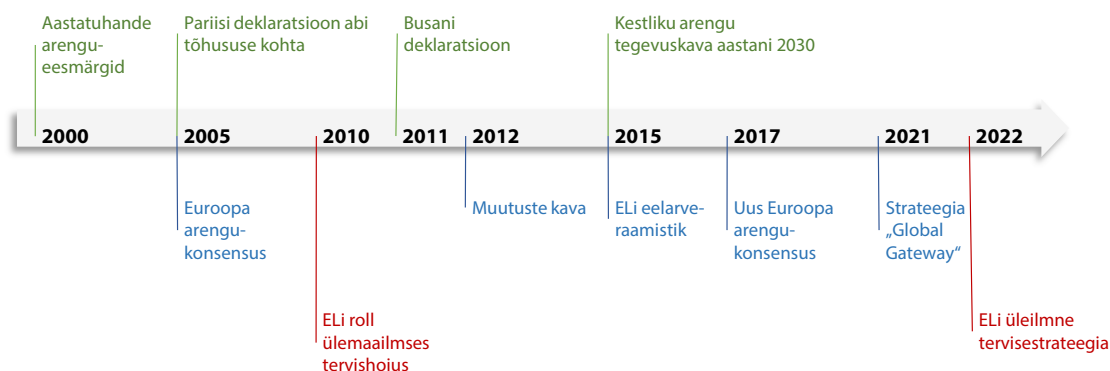 Aastatuhande
arengu-
eesmärgid
Pariisi deklaratsioon abi
tõhususe kohta
Busani
deklaratsioon
Kestliku arengu
tegevuskava aastani 2030
2000
2005
2010
2011
2012
2015
2017
2021
2022
Euroopa
arengu-
konsensus
Muutuste kava
ELi eelarve-
raamistik
Uus Euroopa
arengu-
konsensus
Strateegia
„Global
Gateway“
ELi roll
ülemaailmses
tervishoius
ELi üleilmne
tervisestrateegia